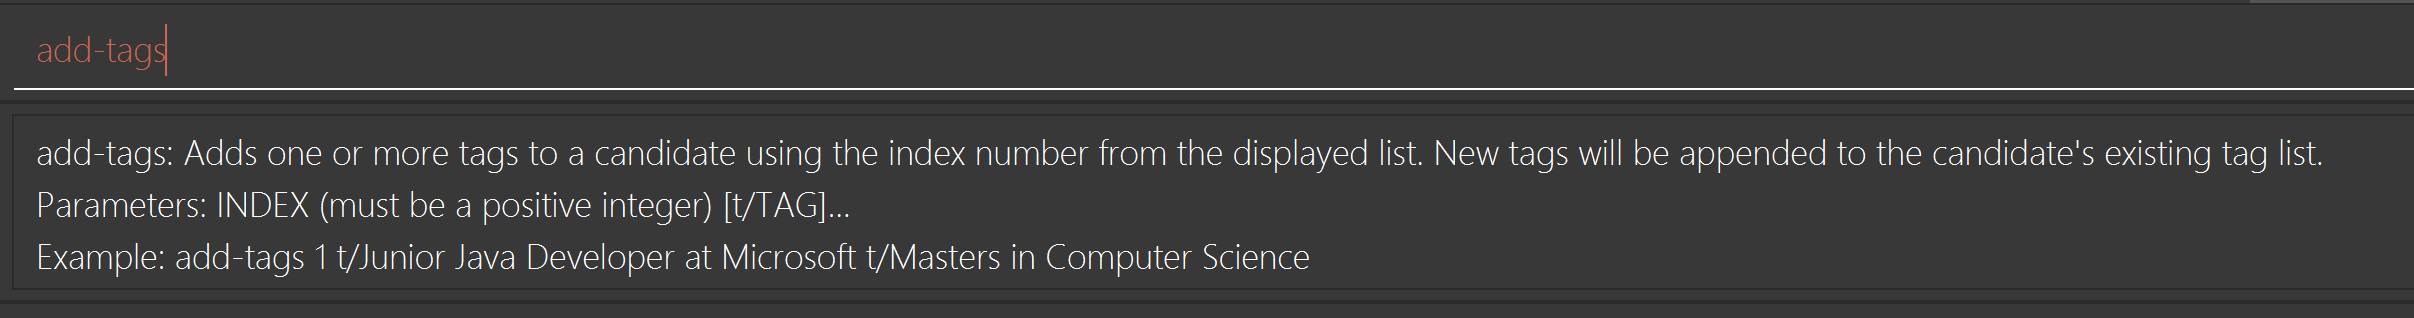 add-tags
add-tags: Adds one or more tags to a candidate using the index number from the displayed list. New tags will be appended to the candidate's existing tag list.
Parameters: INDEX (must be a positive integer) [t/TAG]...
Example: add-tags 1 t/Junior Java Developer at Microsoft t/Masters in Computer Science